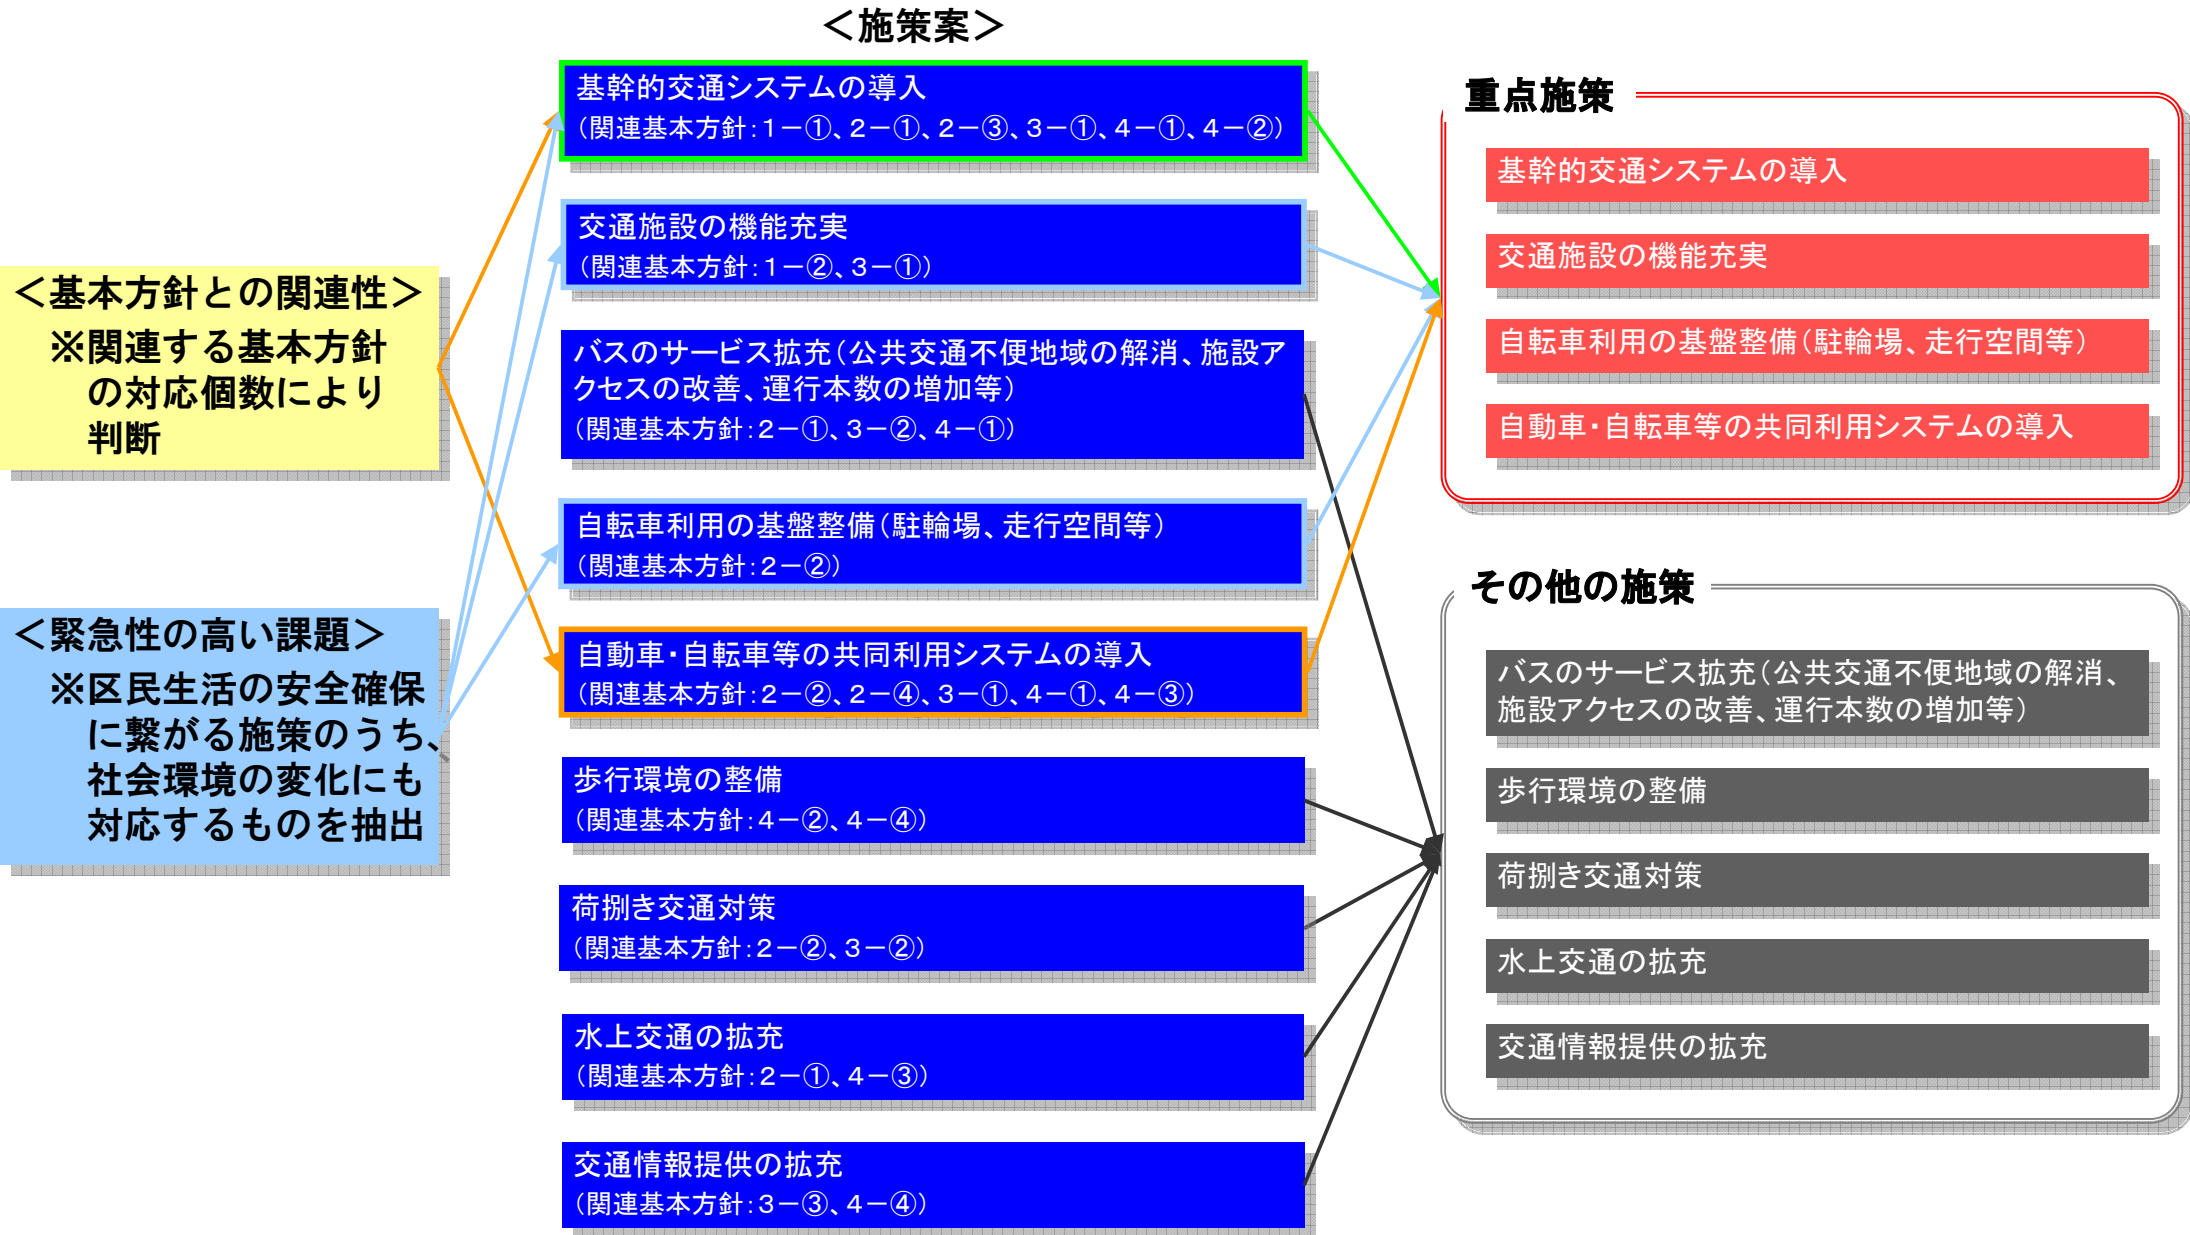 ＜施策案＞
＜基本方針との関連性＞
※関連する基本方針
の対応個数により
判断
＜緊急性の高い課題＞
※区民生活の安全確保
に繋がる施策のうち、
社会環境の変化にも
対応するものを抽出
基幹的交通システムの導入
（関連基本方針：１－①、２－①、２－③、３－①、４－①、４－②）
交通施設の機能充実
（関連基本方針：１－②、３－①）
バスのサービス拡充（公共交通不便地域の解消、施設ア
クセスの改善、運行本数の増加等）
（関連基本方針：２－①、３－②、４－①）
自転車利用の基盤整備（駐輪場、走行空間等）
（関連基本方針：２－②）
自動車・自転車等の共同利用システムの導入
（関連基本方針：２－②、２－④、３－①、４－①、４－③）
歩行環境の整備
（関連基本方針：４－②、４－④）
荷捌き交通対策
（関連基本方針：２－②、３－②）
水上交通の拡充
（関連基本方針：２－①、４－③）
交通情報提供の拡充
（関連基本方針：３－③、４－④）
重点施策
基幹的交通システムの導入
交通施設の機能充実
自転車利用の基盤整備（駐輪場、走行空間等）
自動車・自転車等の共同利用システムの導入
その他の施策
バスのサービス拡充（公共交通不便地域の解消、
施設アクセスの改善、運行本数の増加等）
歩行環境の整備
荷捌き交通対策
水上交通の拡充
交通情報提供の拡充